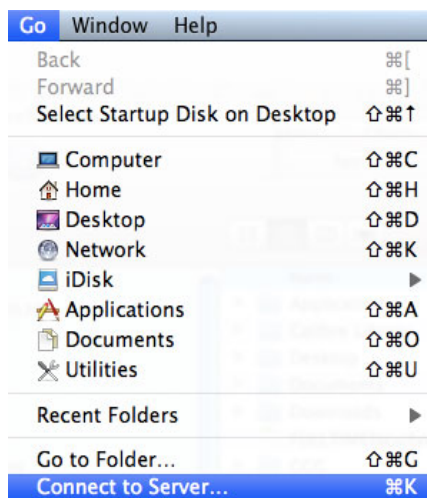 Go Window Help
Back ⌘[
Forward ⌘]
Select Startup Disk on Desktop ⇧⌘↑
Computer ⇧⌘C
Home ⇧⌘H
Desktop ⇧⌘D
Network ⇧⌘K
iDisk ▶
Applications ⇧⌘A
Documents ⇧⌘O
Utilities ⇧⌘U
Recent Folders ▶
Go to Folder... ⇧⌘G
Connect to Server... ⌘K